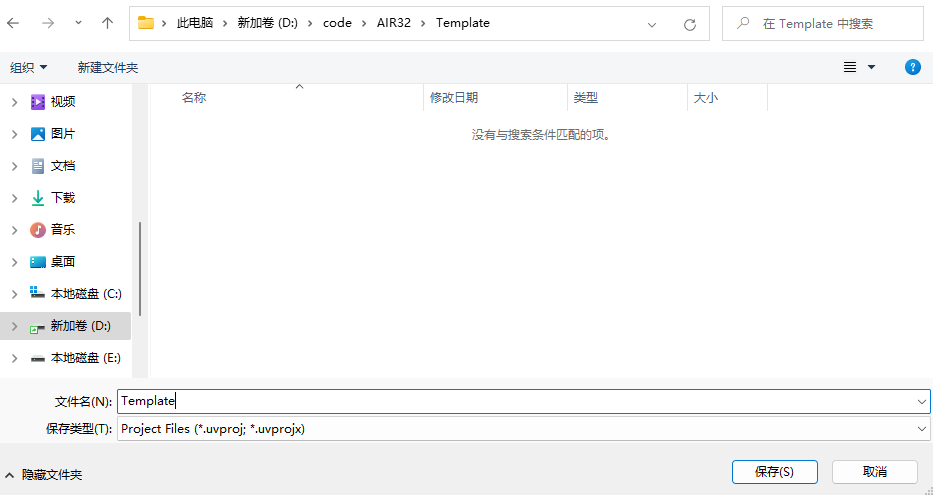 此电脑 新加卷 (D:) code AIR32 Template
在 Template 中搜索
组织 新建文件夹
名称 修改日期 类型 大小
没有与搜索条件匹配的项。
视频
图片
文档
下载
音乐
桌面
本地磁盘 (C:)
新加卷 (D:)
本地磁盘 (E:)
文件名(N): Template
保存类型(T): Project Files (*.uvproj; *.uvprojx)
隐藏文件夹 保存(S) 取消